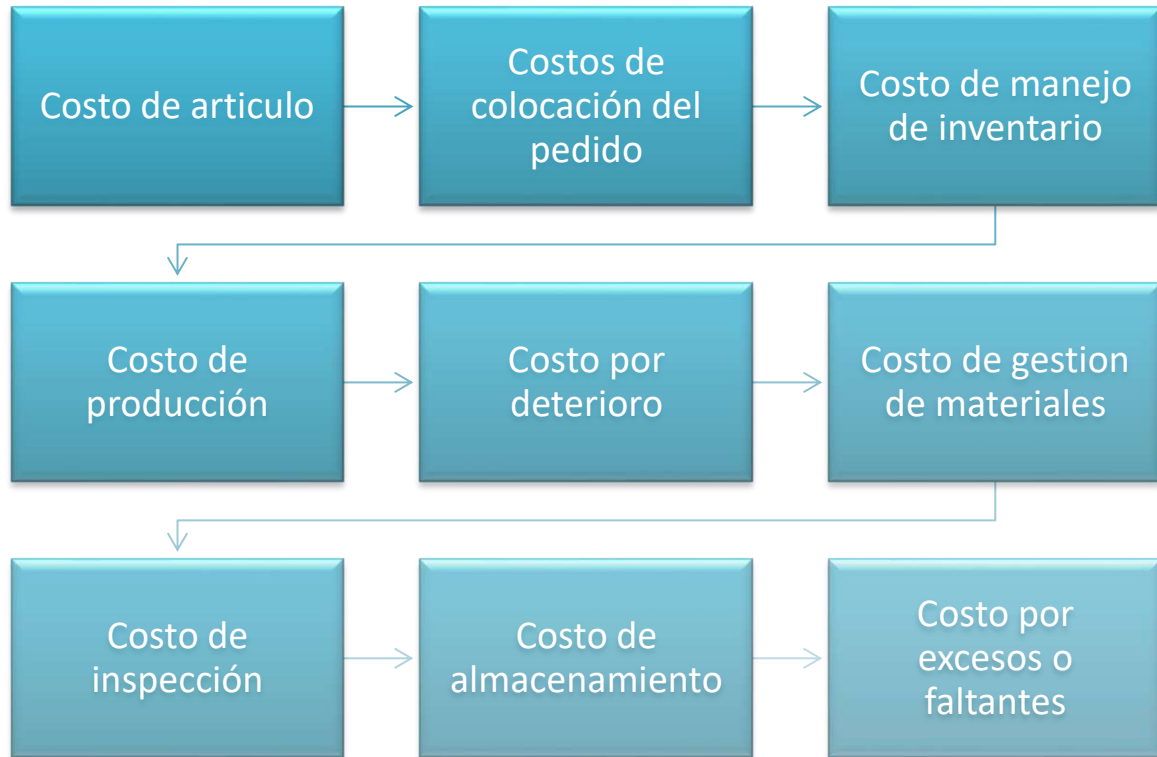 Costo de articulo
Costos de
colocación del
pedido
Costo de manejo
de inventario
Costo de
producción
Costo por
deterioro
Costo de gestion
de materiales
Costo de
inspección
Costo de
almacenamiento
Costo por
excesos o
faltantes